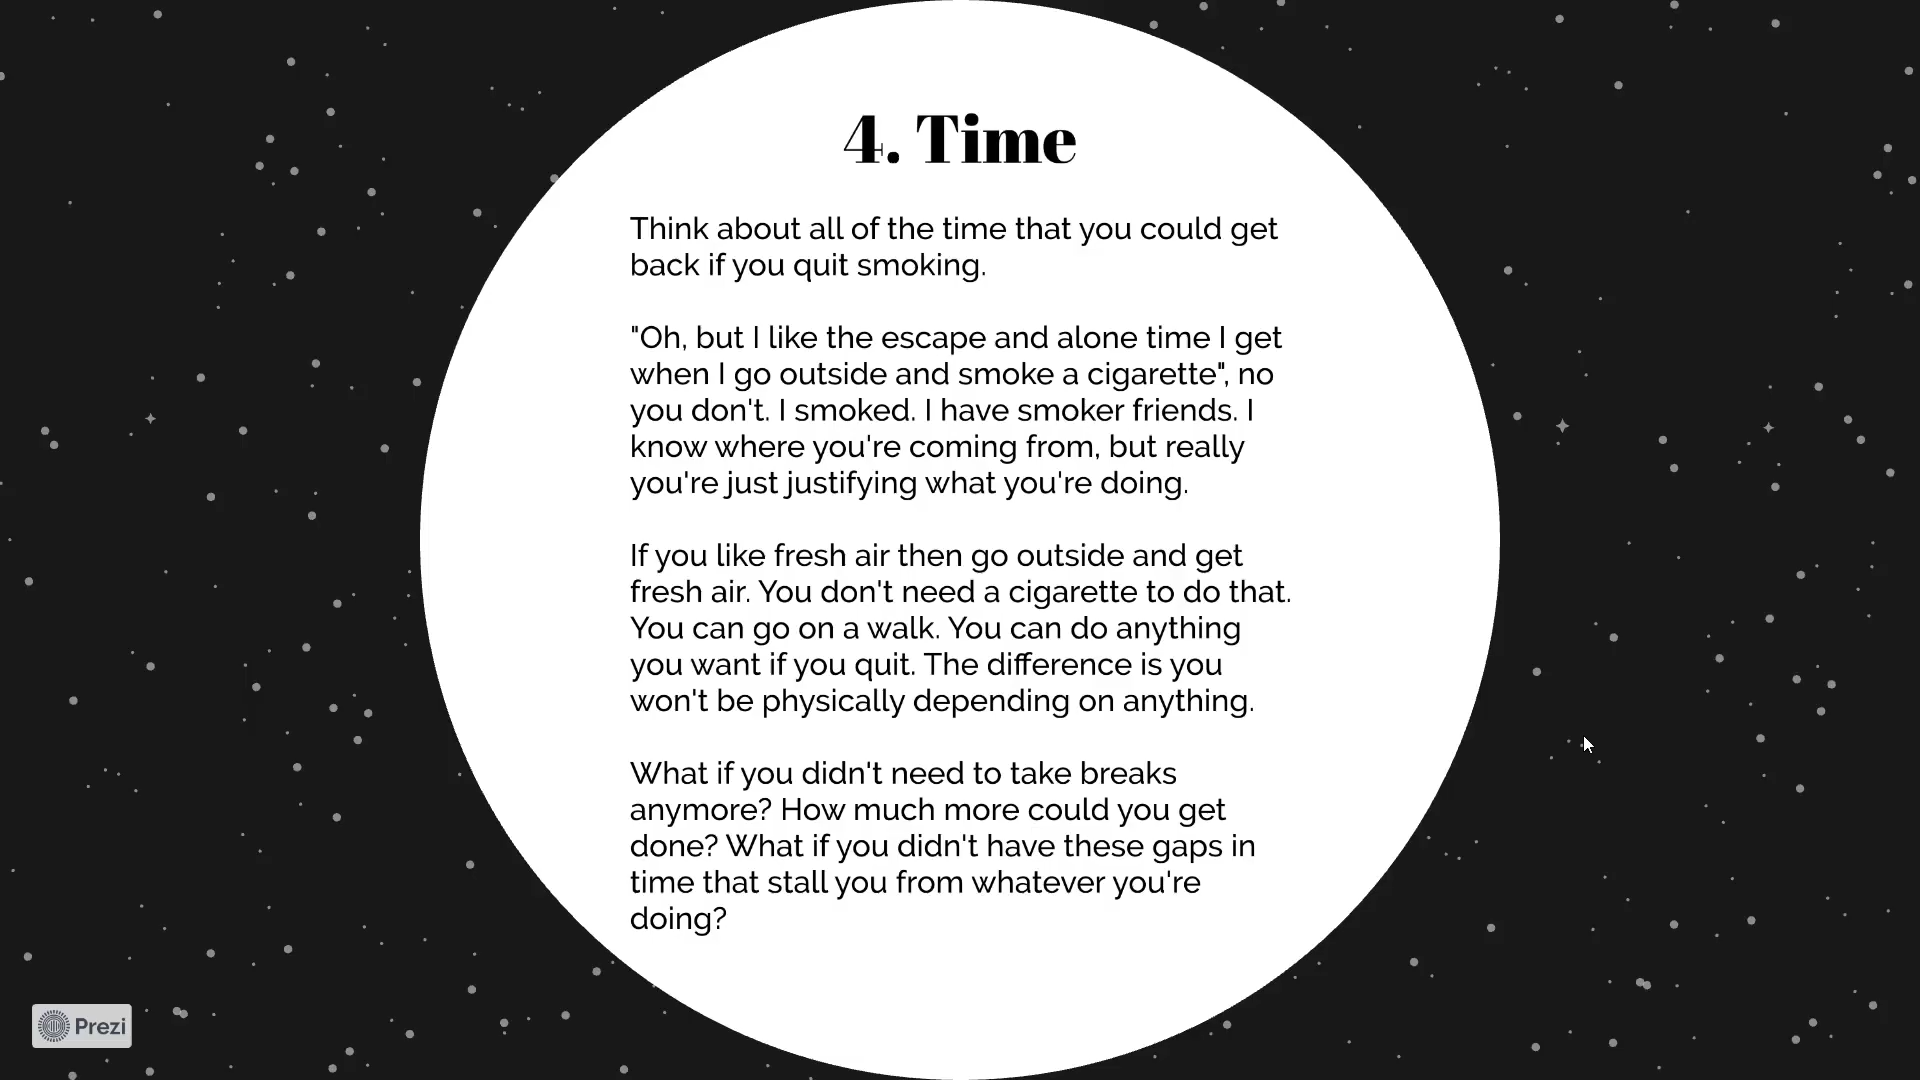 4. Time
Think about all of the time that you could get
back if you quit smoking.
"Oh, but I like the escape and alone time I get
when I go outside and smoke a cigarette", no
you don't. I smoked. I have smoker friends. I
know where you're coming from, but really
you're just justifying what you're doing.
If you like fresh air then go outside and get
fresh air. You don't need a cigarette to do that.
You can go on a walk. You can do anything
you want if you quit. The difference is you
won't be physically depending on anything.
What if you didn't need to take breaks
anymore? How much more could you get
done? What if you didn't have these gaps in
time that stall you from whatever you're
doing?
Prezi